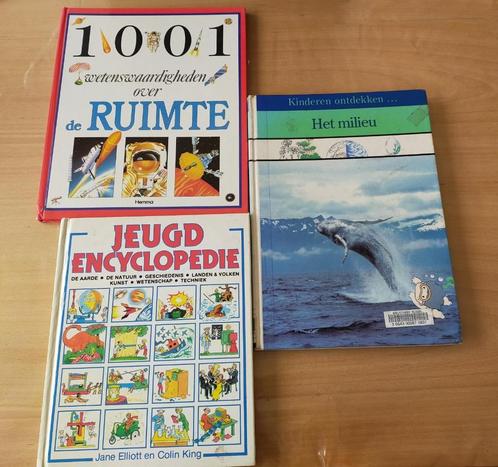 1001
wetenswaardigheden
over
de RUIMTE
Hemma
Kinderen ontdekken ...
Het milieu
JEUGD
ENCYCLOPEDIE
DE AARDE • DE NATUUR • GESCHIEDENIS • LANDEN & VOLKEN
KUNST • WETENSCHAP • TECHNIEK
Jane Elliott en Colin King